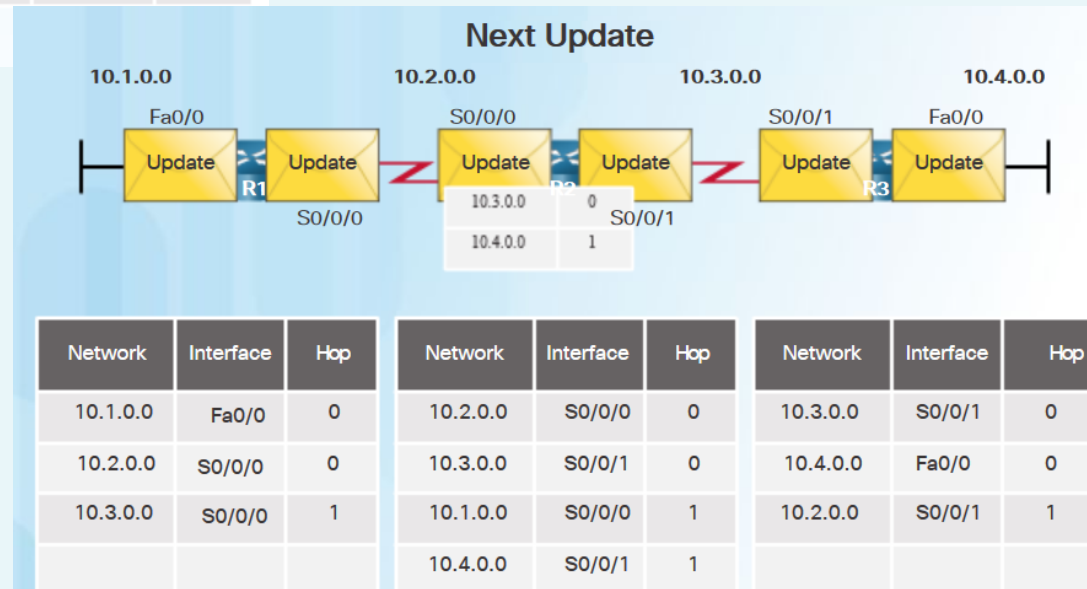 Next Update
10.1.0.0 10.2.0.0 10.3.0.0 10.4.0.0
Fa0/0 S0/0/0 S0/0/1 Fa0/0
Update Update Update Update Update Update
R1 R2 R3
10.3.0.0 0
S0/0/0 S0/0/1
10.4.0.0 1
Network Interface Hop Network Interface Hop Network Interface Hop
10.1.0.0 Fa0/0 0 10.2.0.0 S0/0/0 0 10.3.0.0 S0/0/1 0
10.2.0.0 S0/0/0 0 10.3.0.0 S0/0/1 0 10.4.0.0 Fa0/0 0
10.3.0.0 S0/0/0 1 10.1.0.0 S0/0/0 1 10.2.0.0 S0/0/1 1
10.4.0.0 S0/0/1 1